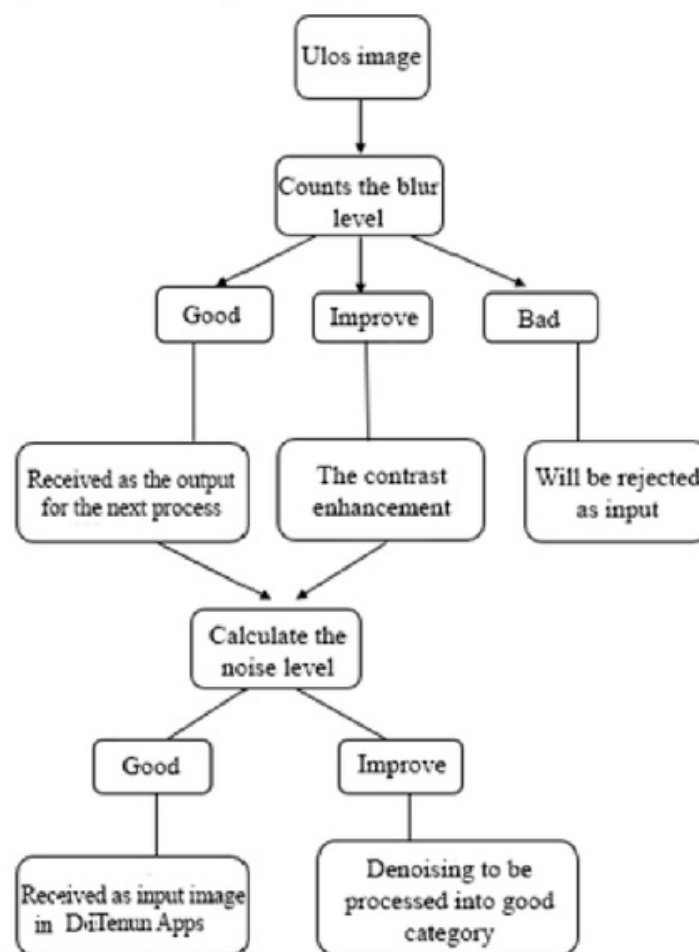 Ulos image
Counts the blur
level
Good
Improve
Bad
Received as the output
for the next process
The contrast
enhancement
Will be rejected
as input
Calculate the
noise level
Good
Improve
Received as input image
in DiTenun Apps
Denoising to be
processed into good
category